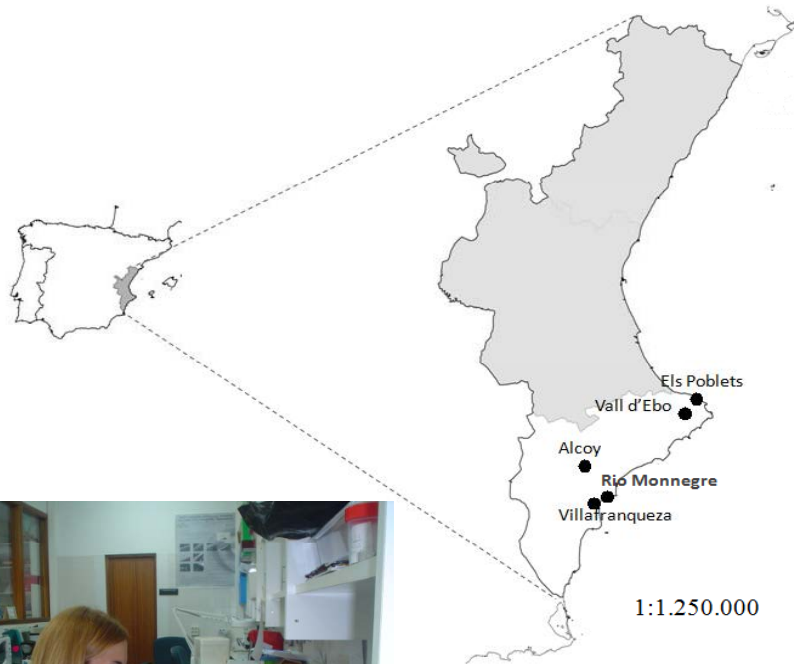 Els Poblets
Vall d'Ebo
Alcoy
Rio Monnegre
Villafranqueza
1:1.250.000